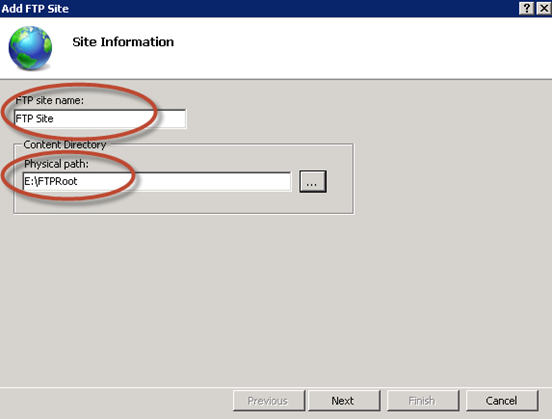 Add FTP Site
Site Information
FTP site name:
FTP Site
Content Directory
Physical path:
E:\FTPRoot
...
Previous
Next
Finish
Cancel